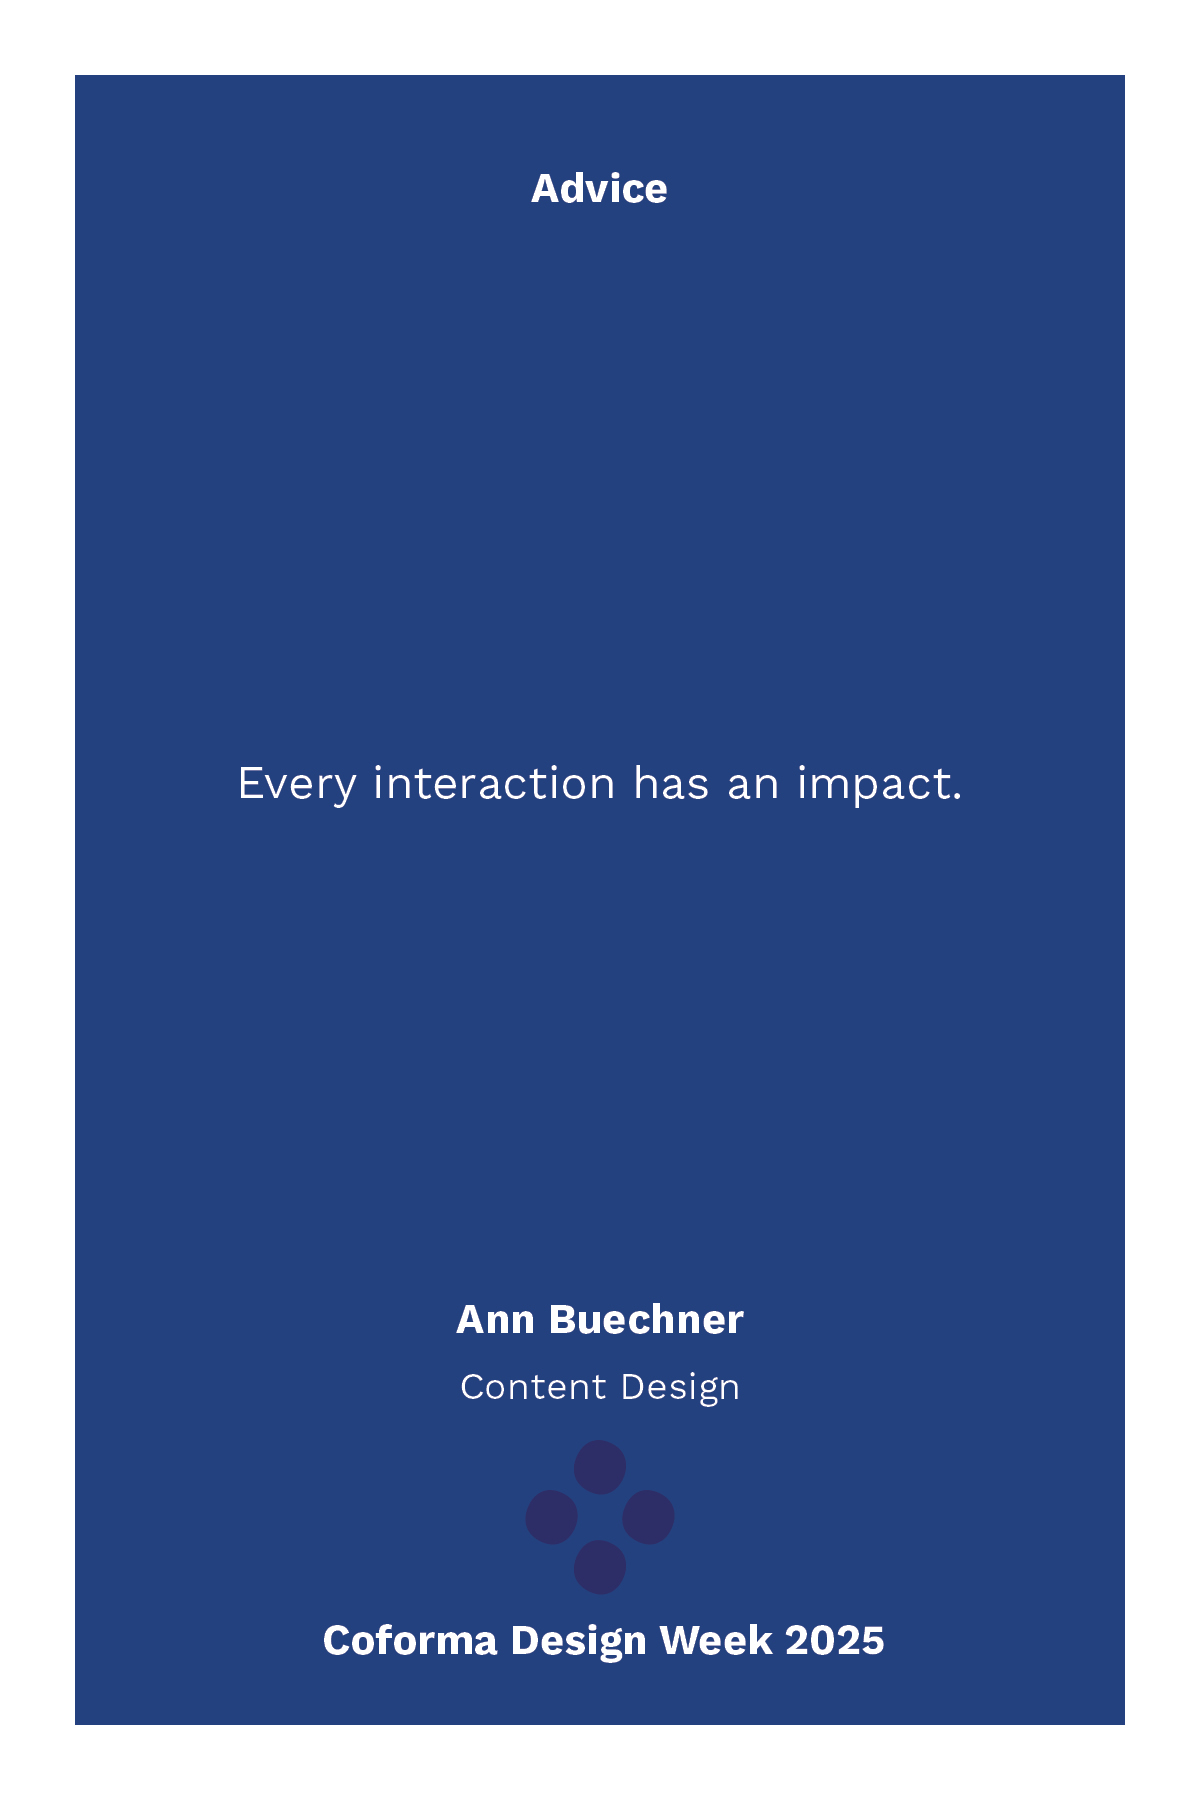 Advice
Every interaction has an impact.
Ann Buechner
Content Design
Coforma Design Week 2025